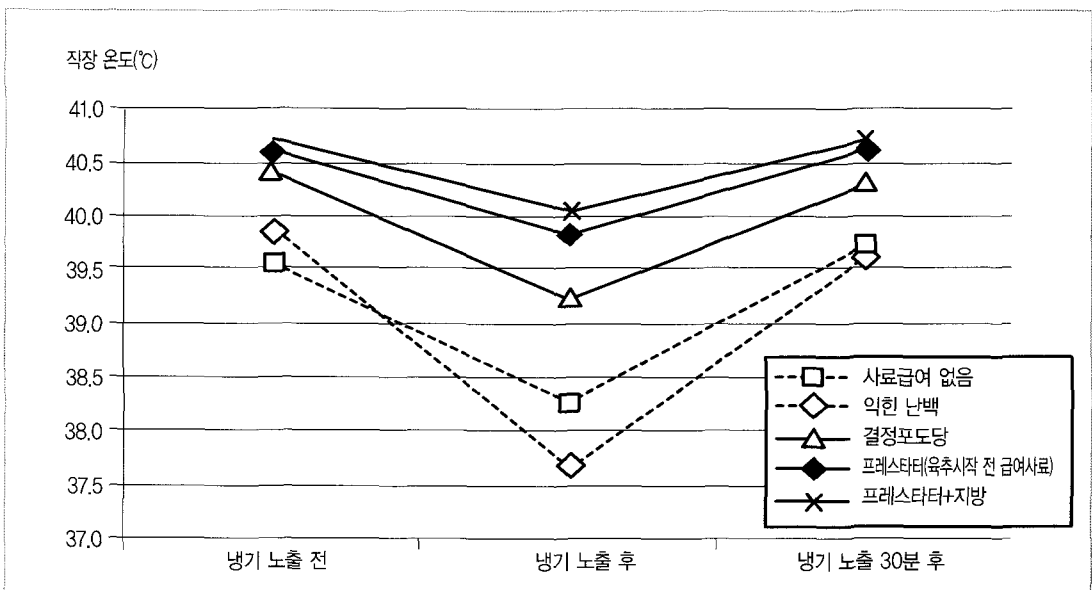 직장 온도(℃)
41.0
40.5
40.0
39.5
39.0
38.5
38.0
37.5
37.0
냉기 노출 전
냉기 노출 후
냉기 노출 30분 후
사료급여 없음
익힌 난백
결정포도당
프레스타터(육추시작 전 급여사료)
프레스타터+지방